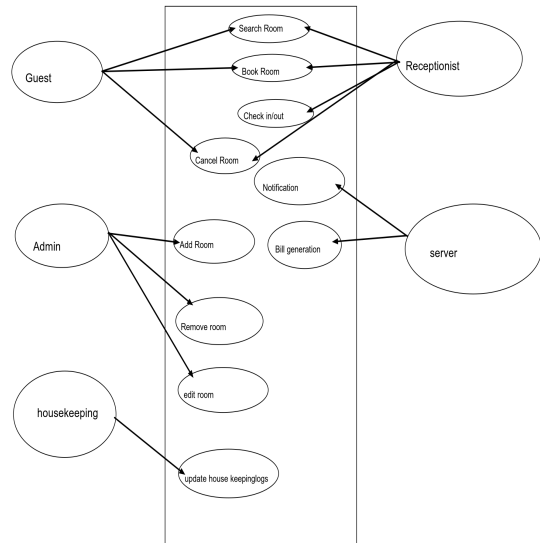 Search Room
Guest
Book Room
Receptionist
Check in/out
Cancel Room
Notification
Admin
Add Room
Bill generation
server
Remove room
edit room
housekeeping
update house keepinglogs